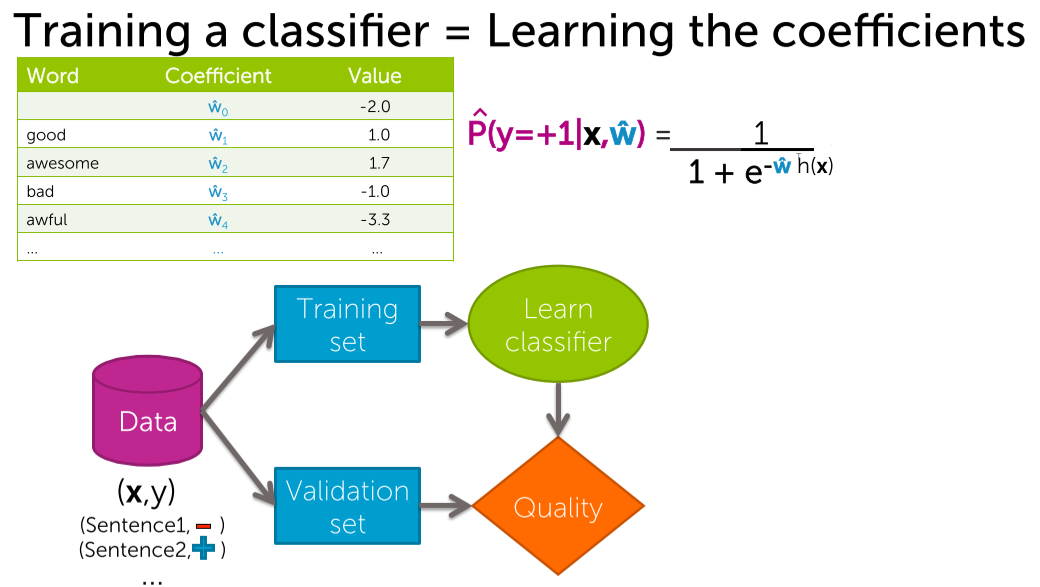 Training a classifier = Learning the coefficients
Word Coefficient Value
ŵ0 -2.0
good ŵ1 1.0
awesome ŵ2 1.7
bad ŵ3 -1.0
awful ŵ4 -3.3
... ... ...
P̂(y=+1|x,ŵ) = 1
1 + e-ŵ h(x)
Training
set
Learn
classifier
Data
(x,y)
(Sentence1, - )
(Sentence2, + )
...
Validation
set
Quality